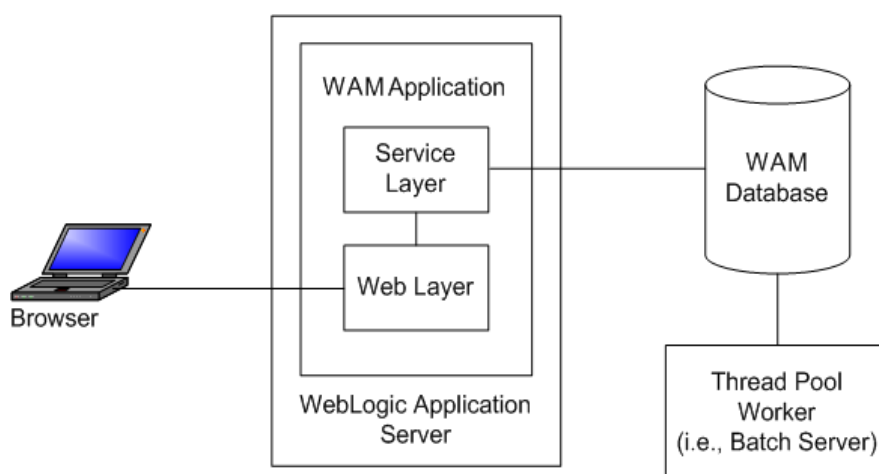 WAM Application
Service
Layer
Web Layer
WebLogic Application
Server
Browser
WAM
Database
Thread Pool
Worker
(i.e., Batch Server)